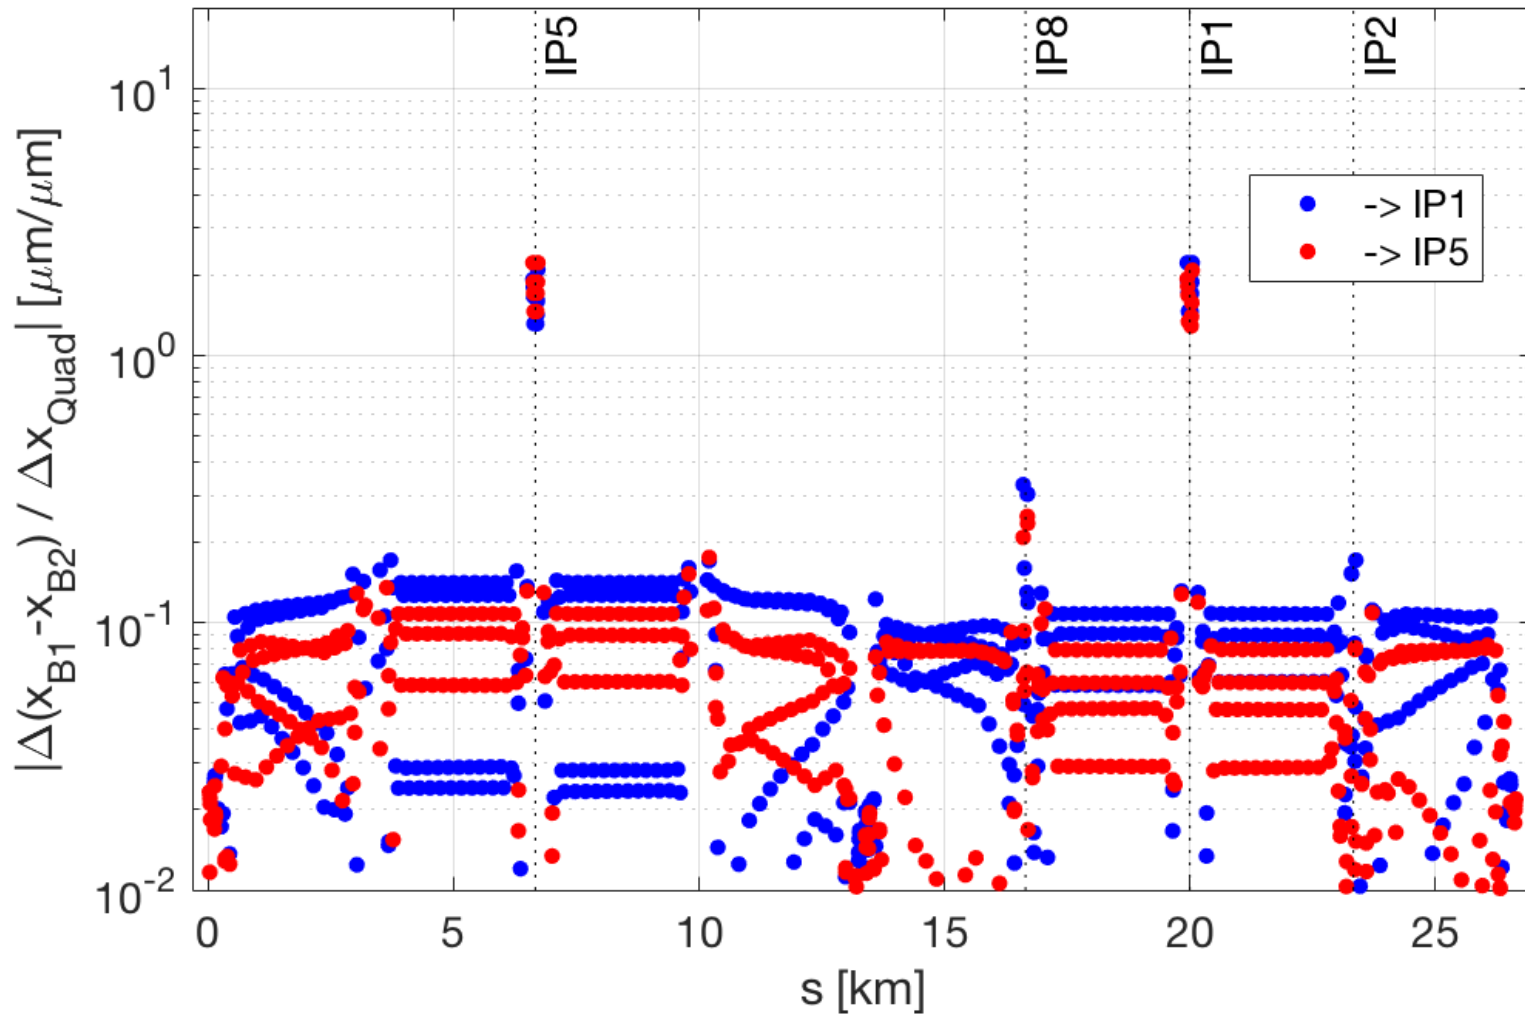 IP5
IP8
IP1
IP2
10^1
10^0
10^-1
10^-2
-> IP1
-> IP5
|Δ(x_B1-x_B2) / Δx_Quad| [μm/μm]
0 5 10 15 20 25
s [km]